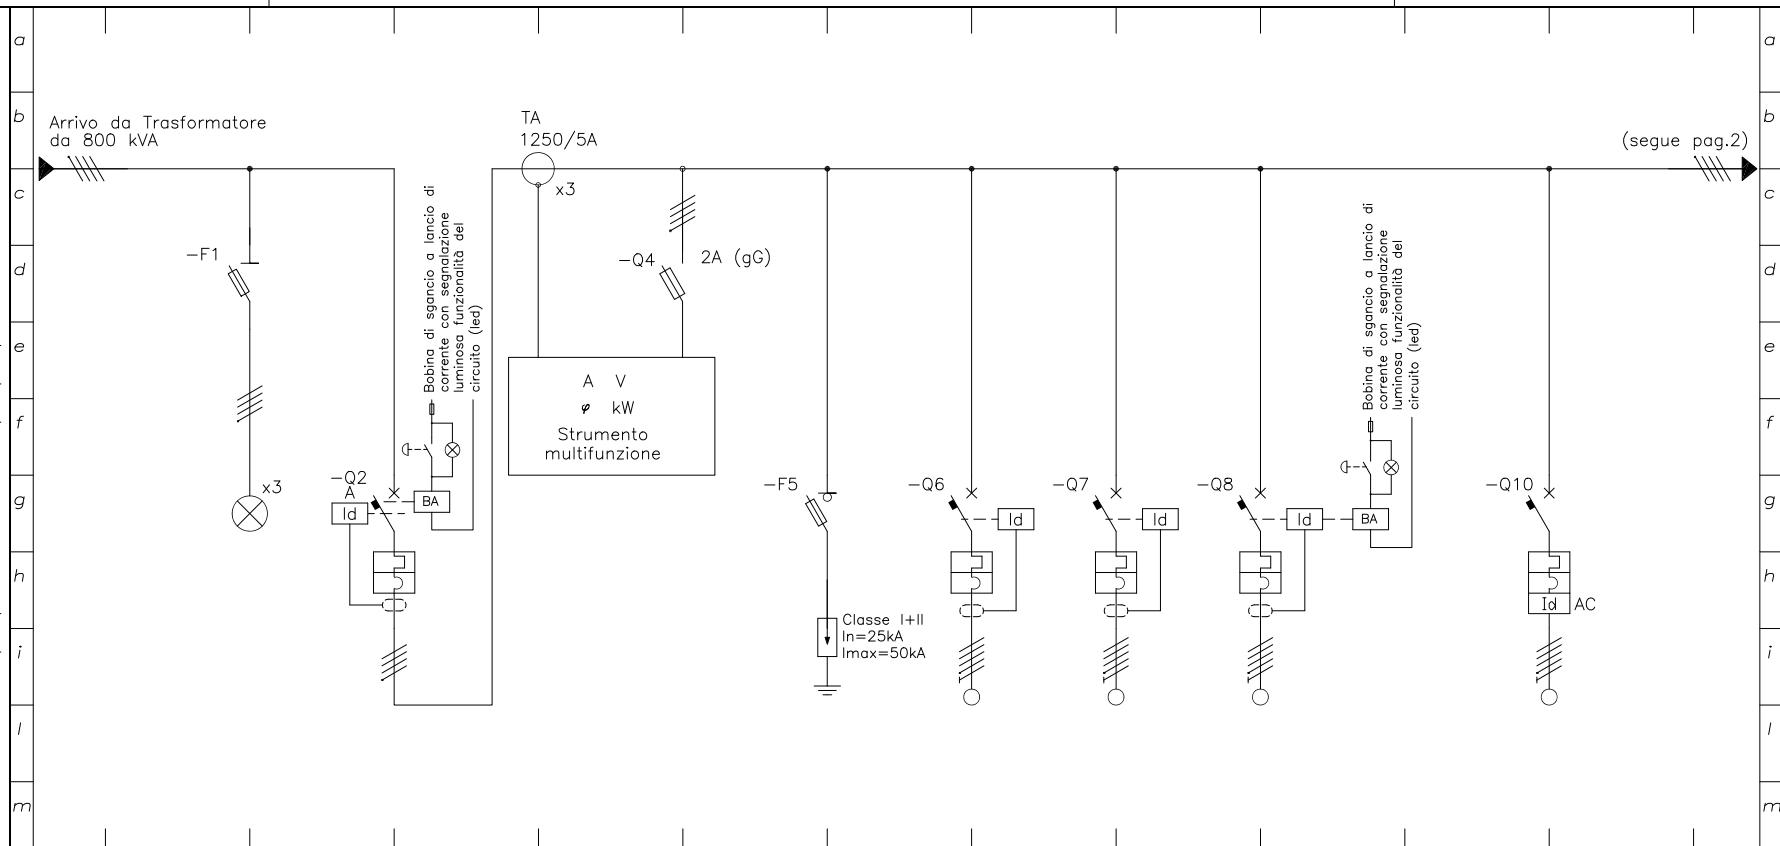 a
a
b
b
Arrivo da Trasformatore
da 800 kVA
TA
1250/5A
x3
(segue pag.2)
c
c
d
d
-F1
-Q4
2A (gG)
Bobina di sgancio a lancio di
corrente con segnalazione
luminosa funzionalità del
circuito (led)
Bobina di sgancio a lancio di
corrente con segnalazione
luminosa funzionalità del
circuito (led)
e
e
A V
φ kW
Strumento
multifunzione
f
f
g
g
x3
-Q2
A
Id
BA
-F5
-Q6
Id
-Q7
Id
-Q8
Id
BA
-Q10
h
h
Id
AC
Classe I+II
In=25kA
Imax=50kA
i
i
l
l
m
m